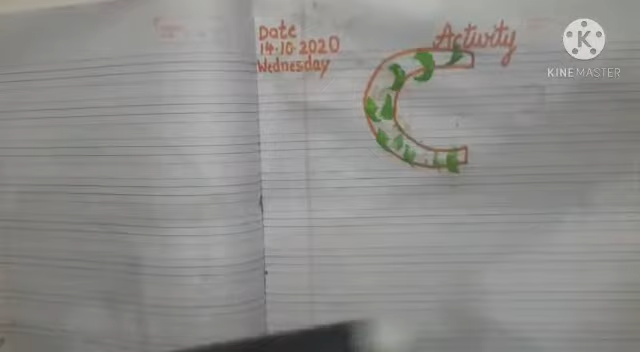 Date
14.10.2020
Wednesday
Activity
C
K
KINEMASTER